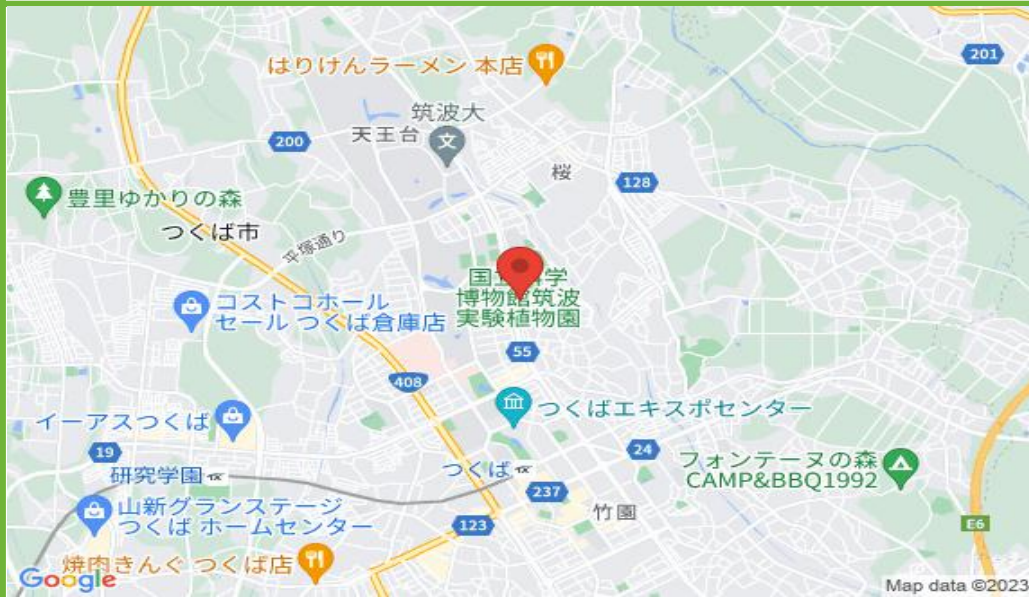 はりけんラーメン 本店
201
筑波大
天王台
文
200
桜
128
豊里ゆかりの森
つくば市
平塚通り
国立科学
博物館筑波
実験植物園
コストコホール
セール つくば倉庫店
55
408
つくばエキスポセンター
イーアスつくば
19
24
研究学園
つくば
フォンテーヌの森
CAMP&BBQ1992
237
竹園
山新グランステージ
つくば ホームセンター
123
E6
焼肉きんぐ つくば店
Google
Map data ©2023